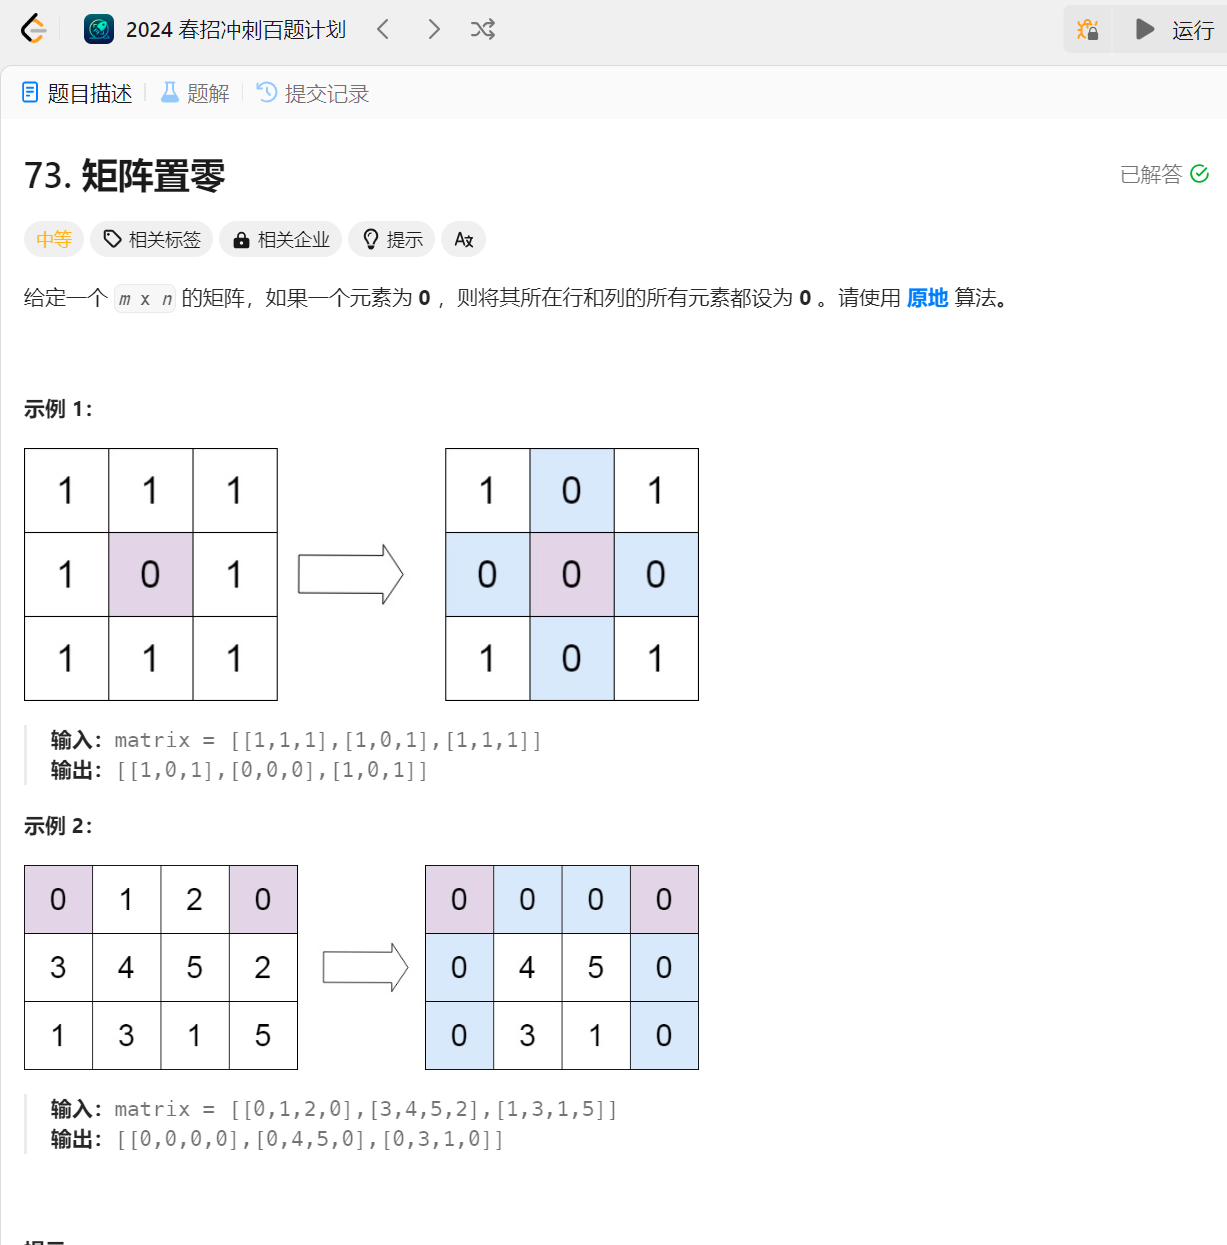 2024 春招冲刺百题计划
运行
题目描述 题解 提交记录
73. 矩阵置零
已解答
中等 相关标签 相关企业 提示 A文
给定一个 m x n 的矩阵，如果一个元素为 0 ，则将其所在行和列的所有元素都设为 0 。请使用 原地 算法。
示例 1：
1 1 1 1 0 1
1 0 1 0 0 0
1 1 1 1 0 1
输入：matrix = [[1,1,1],[1,0,1],[1,1,1]]
输出：[[1,0,1],[0,0,0],[1,0,1]]
示例 2：
0 1 2 0 0 0 0 0
3 4 5 2 0 4 5 0
1 3 1 5 0 3 1 0
输入：matrix = [[0,1,2,0],[3,4,5,2],[1,3,1,5]]
输出：[[0,0,0,0],[0,4,5,0],[0,3,1,0]]